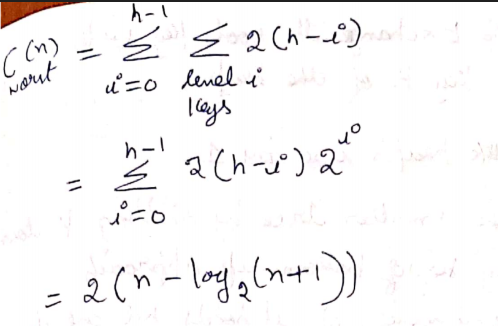 C(n) worst = h-1 Σ i=0 Σ level i keys 2(h-i)
= h-1 Σ i=0 2(h-i) 2^i
= 2(n - log₂(n+1))